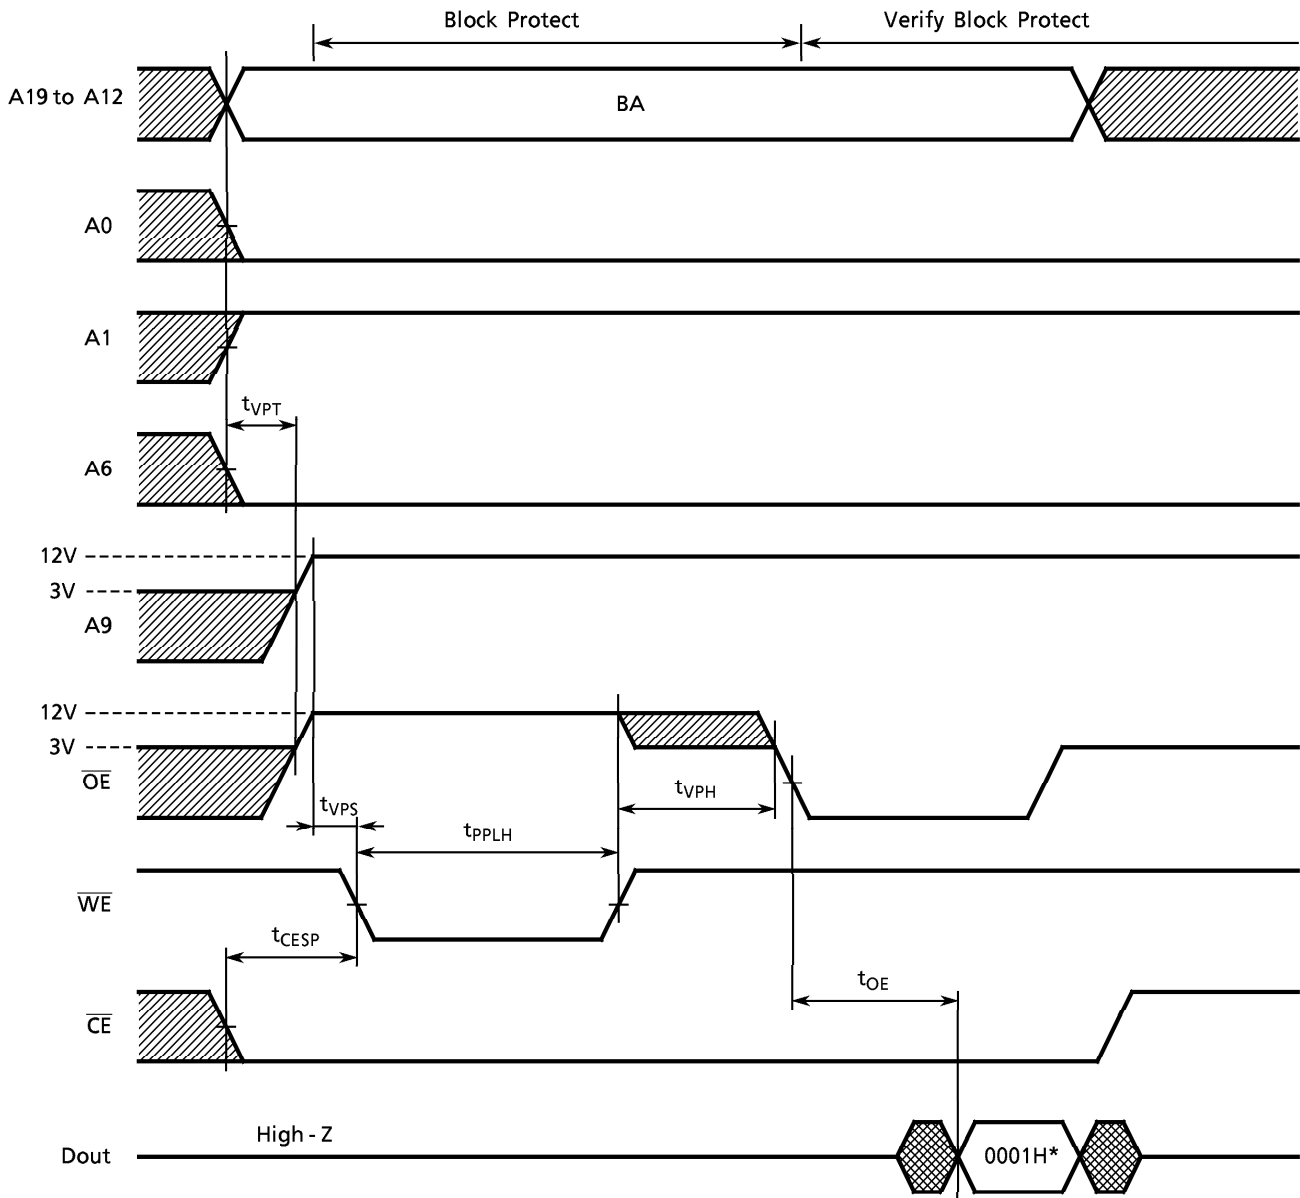 Block Protect
Verify Block Protect
A19 to A12
BA
A0
A1
tVPT
A6
12V
3V
A9
12V
3V
OE
tVPS
tVPH
tPPLH
WE
tCESP
tOE
CE
High - Z
Dout
0001H*